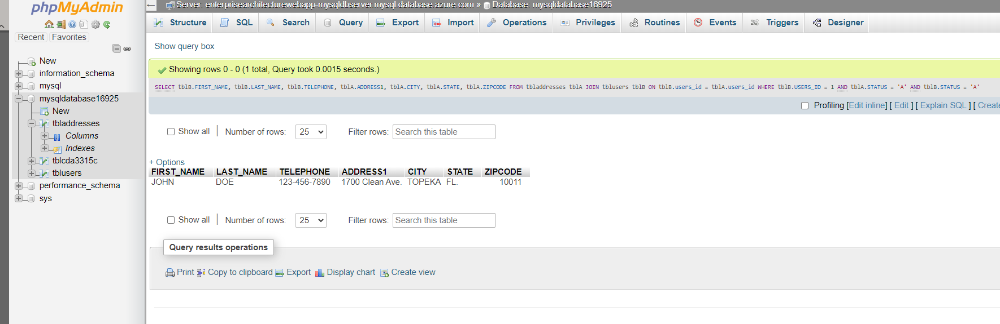 phpMyAdmin
Recent Favorites
New
information_schema
mysql
mysqldatabase16925
New
tbladdresses
Columns
Indexes
tblcda3315c
tblusers
performance_schema
sys
Server: enterprisearchitecturewebapp-mysqldbserver.mysql.database.azure.com » Database: mysqldatabase16925
Structure SQL Search Query Export Import Operations Privileges Routines Events Triggers Designer
Show query box
Showing rows 0 - 0 (1 total, Query took 0.0015 seconds.)
SELECT tblB.FIRST_NAME, tblB.LAST_NAME, tblB.TELEPHONE, tblA.ADDRESS1, tblA.CITY, tblA.STATE, tblA.ZIPCODE FROM tbladdresses tblA JOIN tblusers tblB ON tblB.users_id = tblA.users_id WHERE tblB.USERS_ID = 1 AND tblA.STATUS = 'A' AND tblB.STATUS = 'A'
Profiling [Edit inline] [ Edit ] [ Explain SQL ] [ Create
Show all | Number of rows: 25 Filter rows: Search this table
+ Options
FIRST_NAME LAST_NAME TELEPHONE ADDRESS1 CITY STATE ZIPCODE
JOHN DOE 123-456-7890 1700 Clean Ave. TOPEKA FL. 10011
Show all | Number of rows: 25 Filter rows: Search this table
Query results operations
Print Copy to clipboard Export Display chart Create view